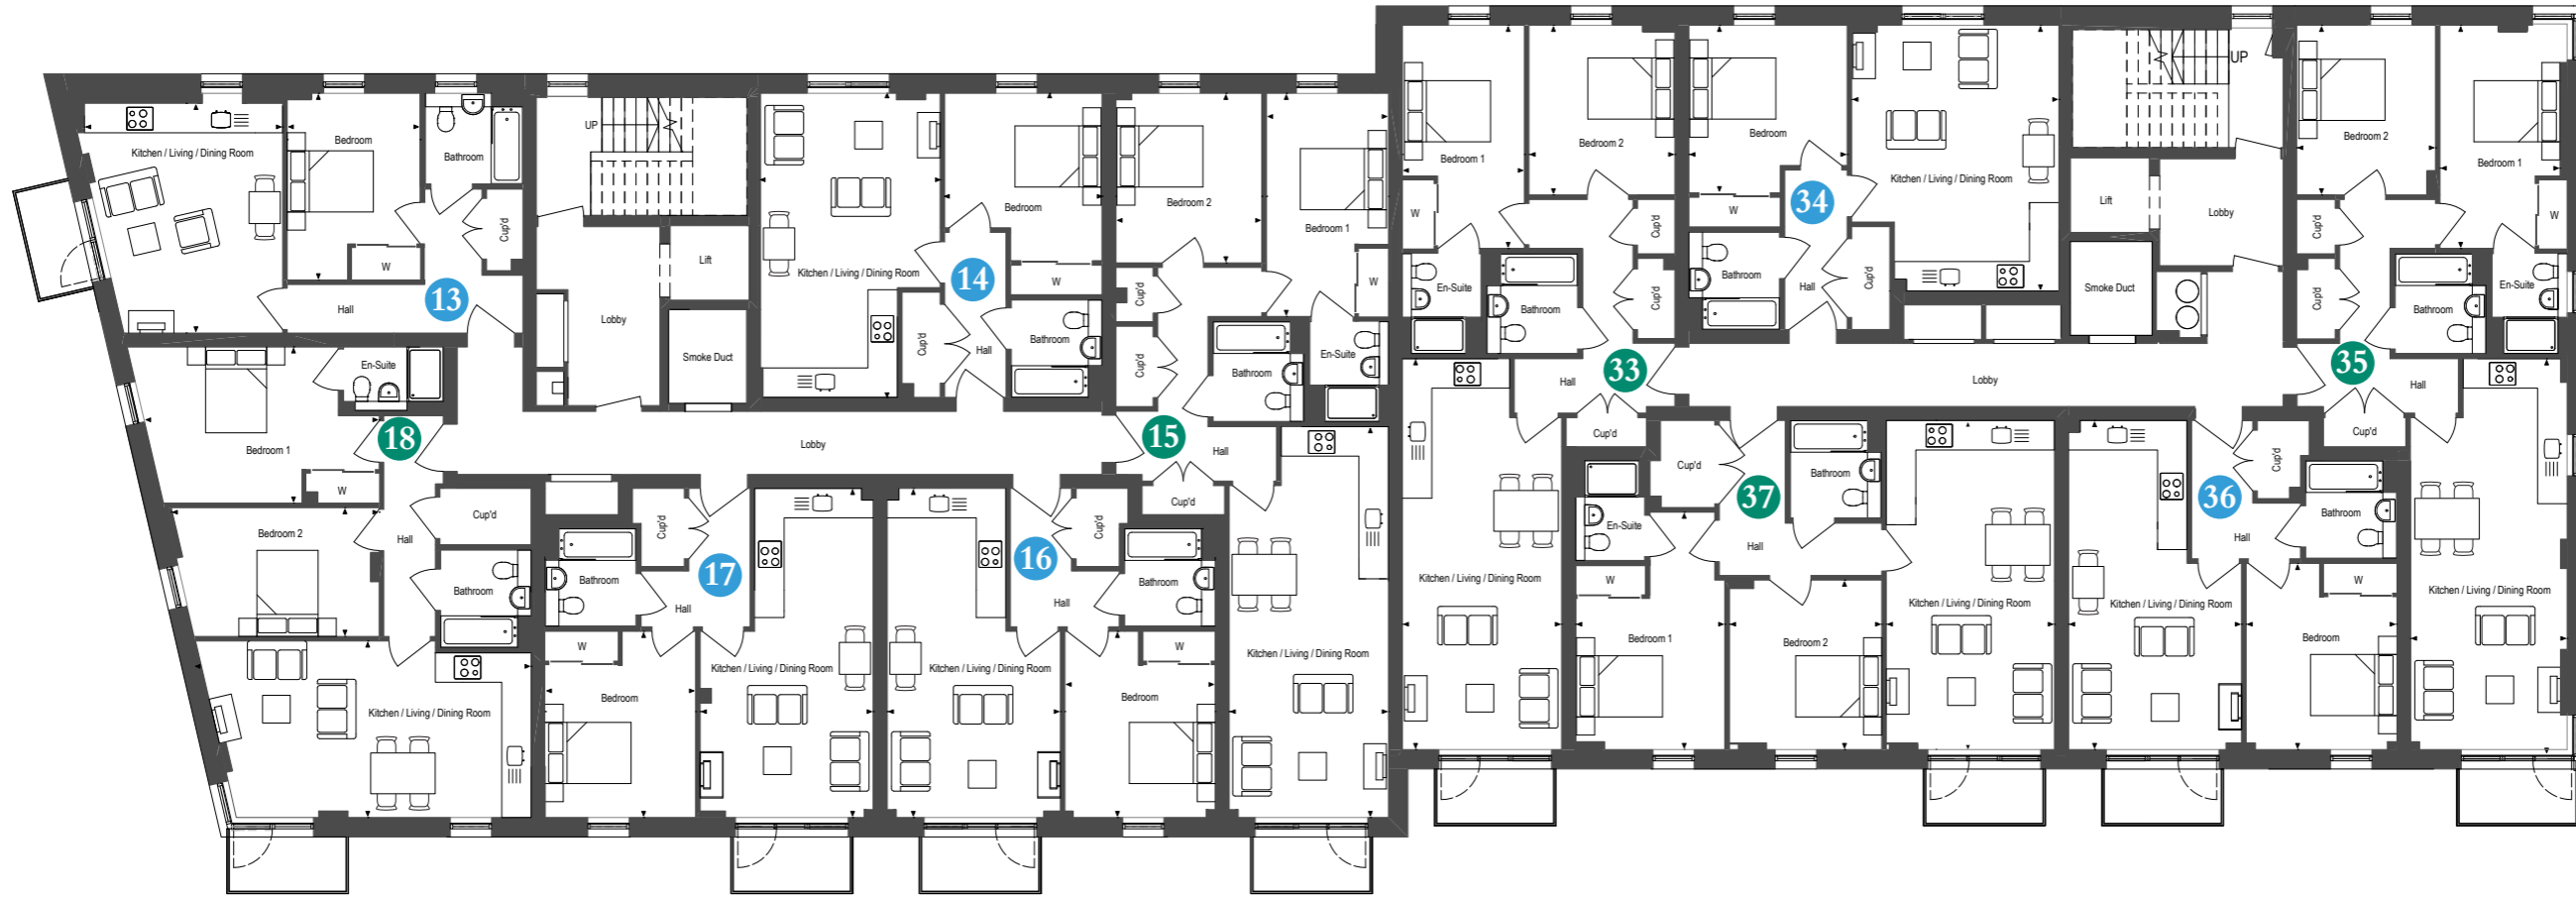 Kitchen / Living / Dining Room
Bedroom
Bathroom
Cup'd
W
Hall
13
UP
Lobby
Lift
Smoke Duct
Kitchen / Living / Dining Room
Bedroom
W
14
Cup'd
Hall
Bathroom
Bedroom 2
Bedroom 1
W
Cup'd
Cup'd
Bathroom
En-Suite
15
Hall
Cup'd
Kitchen / Living / Dining Room
Lobby
En-Suite
Bedroom 1
18
W
Bedroom 2
Hall
Cup'd
Bathroom
Kitchen / Living / Dining Room
Cup'd
17
Bathroom
Hall
W
Bedroom
Kitchen / Living / Dining Room
16
Cup'd
Bathroom
Hall
W
Bedroom
Kitchen / Living / Dining Room
Bedroom 1
Bedroom 2
W
Cup'd
Cup'd
En-Suite
Bathroom
33
Hall
Cup'd
Kitchen / Living / Dining Room
Bedroom
W
34
Bathroom
Hall
Cup'd
Kitchen / Living / Dining Room
UP
Lift
Lobby
Smoke Duct
Lobby
Bedroom 2
Bedroom 1
W
Cup'd
Cup'd
Bathroom
En-Suite
35
Hall
Cup'd
Kitchen / Living / Dining Room
Cup'd
37
Bathroom
En-Suite
Hall
W
Bedroom 1
Bedroom 2
Kitchen / Living / Dining Room
36
Cup'd
Bathroom
Hall
W
Bedroom
Kitchen / Living / Dining Room